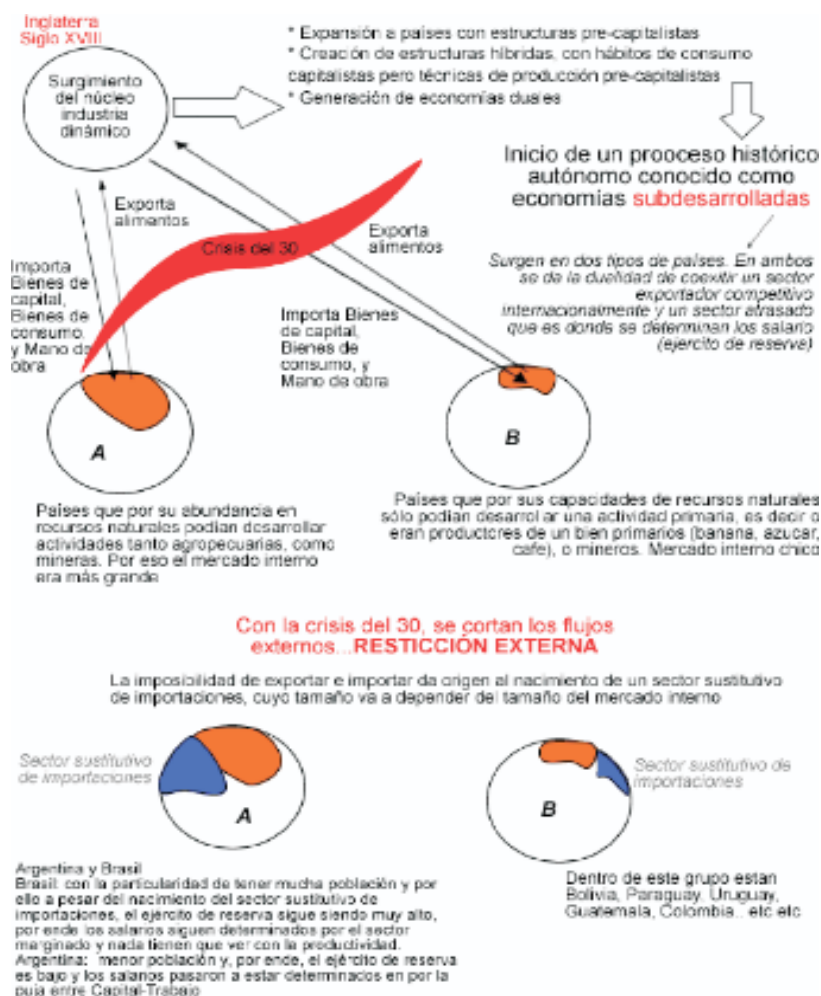 Inglaterra
Siglo XVIII
Surgimiento
del núcleo
industria
dinámico
* Expansión a países con estructuras pre-capitalistas
* Creación de estructuras híbridas, con hábitos de consumo
capitalistas pero técnicas de producción pre-capitalistas
* Generación de economías duales
Inicio de un prooceso histórico
autónomo conocido como
economías subdesarrolladas
Surgen en dos tipos de países. En ambos
se da la dualidad de coexitir un sector
exportador competitivo
internacionalmente y un sector atrasado
que es donde se determinan los salario
(ejercito de reserva)
Exporta
alimentos
Crisis del 30
Exporta
alimentos
Importa
Bienes de
capital,
Bienes de
consumo,
y Mano de
obra
Importa Bienes
de capital,
Bienes de
consumo, y
Mano de obra
A
B
Países que por su abundancia en
recursos naturales podían desarrollar
actividades tanto agropecuarias, como
mineras. Por eso el mercado interno
era más grande
Países que por sus capacidades de recursos naturales
sólo podían desarrollar una actividad primaria, es decir o
eran productores de un bien primarios (banana, azucar,
cafe), o mineros. Mercado interno chico
Con la crisis del 30, se cortan los flujos
externos...RESTICCIÓN EXTERNA
La imposibilidad de exportar e importar da origen al nacimiento de un sector sustitutivo
de importaciones, cuyo tamaño va a depender del tamaño del mercado interno
Sector sustitutivo
de importaciones
A
B
Sector sustitutivo de
importaciones
Argentina y Brasil
Brasil: con la particularidad de tener mucha población y por
ello a pesar del nacimiento del sector sustitutivo de
importaciones, el ejército de reserva sigue siendo muy alto,
por ende los salarios siguen determinados por el sector
marginado y nada tienen que ver con la productividad.
Argentina: menor población y, por ende, el ejército de reserva
es bajo y los salarios pasaron a estar determinados en por la
puja entre Capital-Trabajo
Dentro de este grupo estan
Bolivia, Paraguay, Uruguay,
Guatemala, Colombia.. etc etc